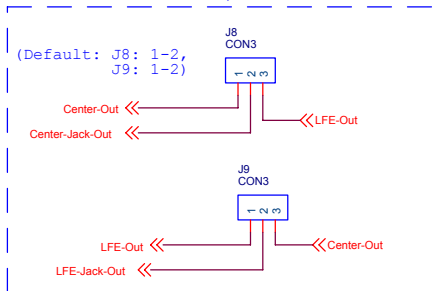 J8
CON3
(Default: J8: 1-2,
J9: 1-2)
1 2 3
Center-Out
LFE-Out
Center-Jack-Out
J9
CON3
1 2 3
LFE-Out
Center-Out
LFE-Jack-Out